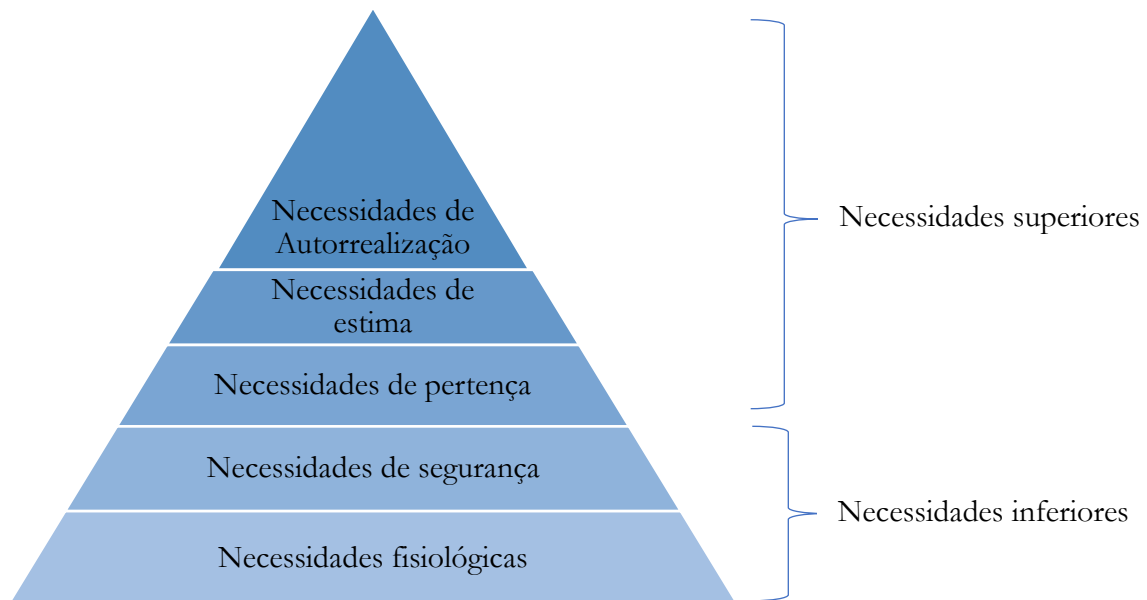 Necessidades de
Autorrealização
Necessidades de
estima
Necessidades de pertença
Necessidades de segurança
Necessidades fisiológicas
Necessidades superiores
Necessidades inferiores